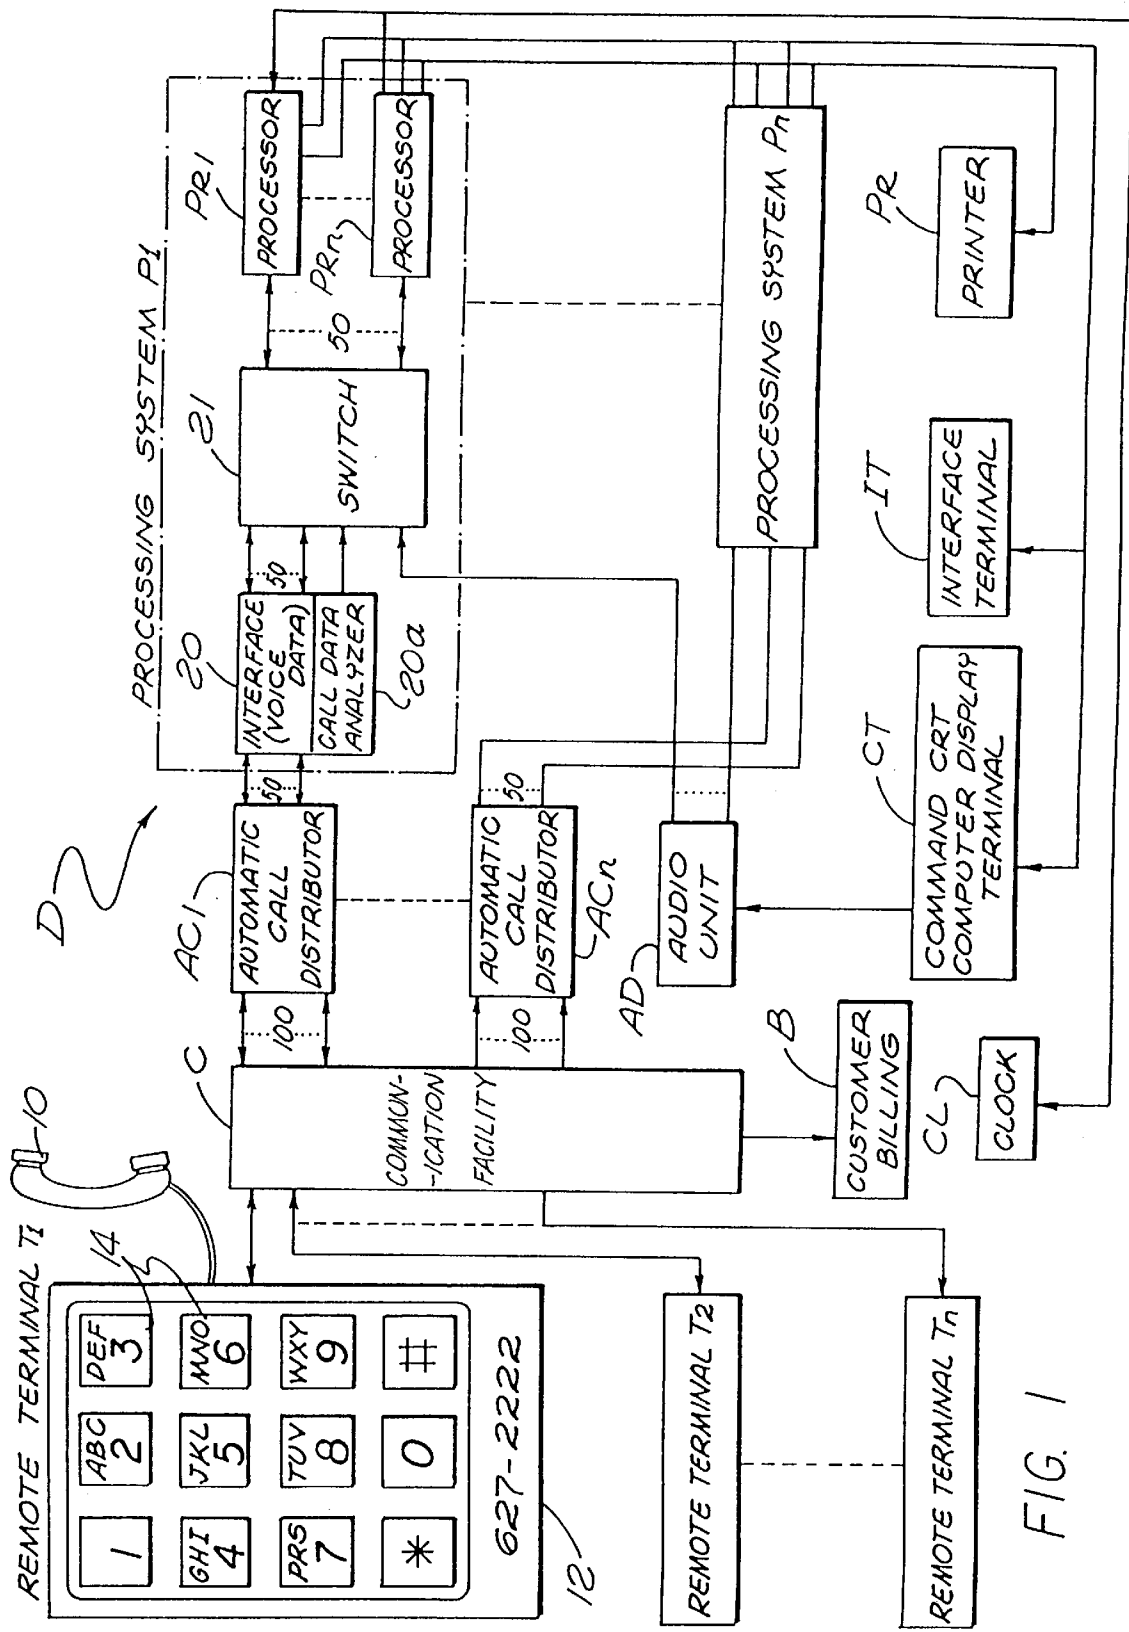 REMOTE TERMINAL T1
10
14
1
ABC
2
DEF
3
GHI
4
JKL
5
MNO
6
PRS
7
TUV
8
WXY
9
*
0
#
627-2222
12
REMOTE TERMINAL T2
REMOTE TERMINAL Tn
FIG. 1
D
C
COMMUN-
-ICATION
FACILITY
100
100
B
CUSTOMER
BILLING
CL
CLOCK
AC1
AUTOMATIC
CALL
DISTRIBUTOR
AUTOMATIC
CALL
DISTRIBUTOR
ACn
AD
AUDIO
UNIT
CT
COMMAND CRT
COMPUTER DISPLAY
TERMINAL
50
50
PROCESSING SYSTEM P1
20
INTERFACE
(VOICE
DATA)
CALL DATA
ANALYZER
20a
50
21
SWITCH
50
PR1
PROCESSOR
PRn
PROCESSOR
PROCESSING SYSTEM Pn
IT
INTERFACE
TERMINAL
PR
PRINTER